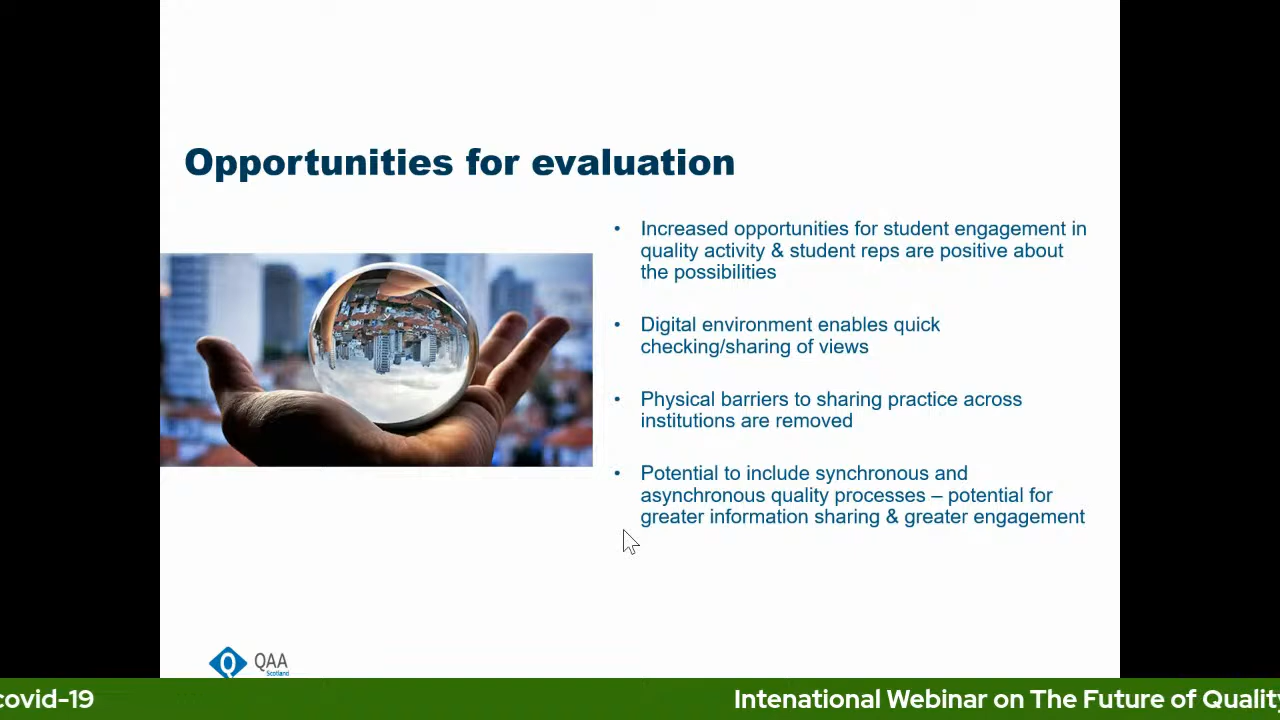 Opportunities for evaluation
• Increased opportunities for student engagement in
quality activity & student reps are positive about
the possibilities
• Digital environment enables quick
checking/sharing of views
• Physical barriers to sharing practice across
institutions are removed
• Potential to include synchronous and
asynchronous quality processes – potential for
greater information sharing & greater engagement
Q QAA
Scotland
covid-19 Intenational Webinar on The Future of Quality